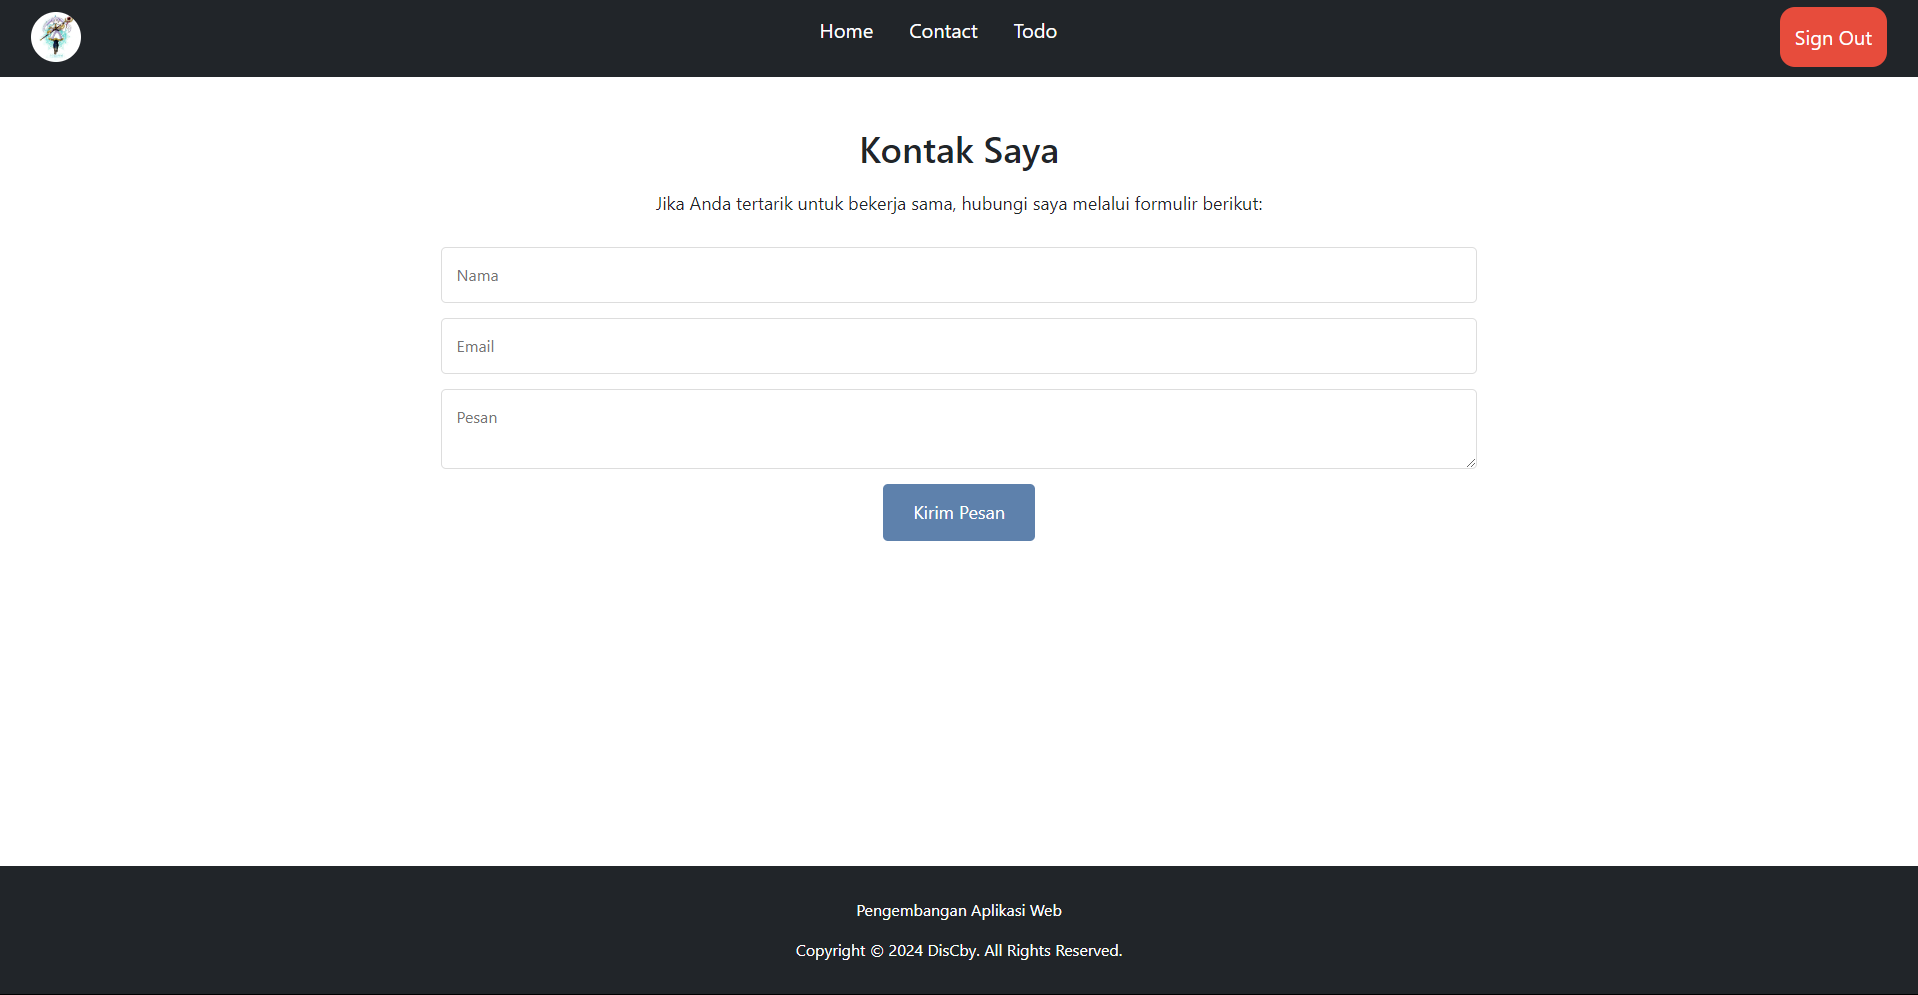 Home Contact Todo
Sign Out
Kontak Saya
Jika Anda tertarik untuk bekerja sama, hubungi saya melalui formulir berikut:
Nama
Email
Pesan
Kirim Pesan
Pengembangan Aplikasi Web
Copyright © 2024 DisCby. All Rights Reserved.